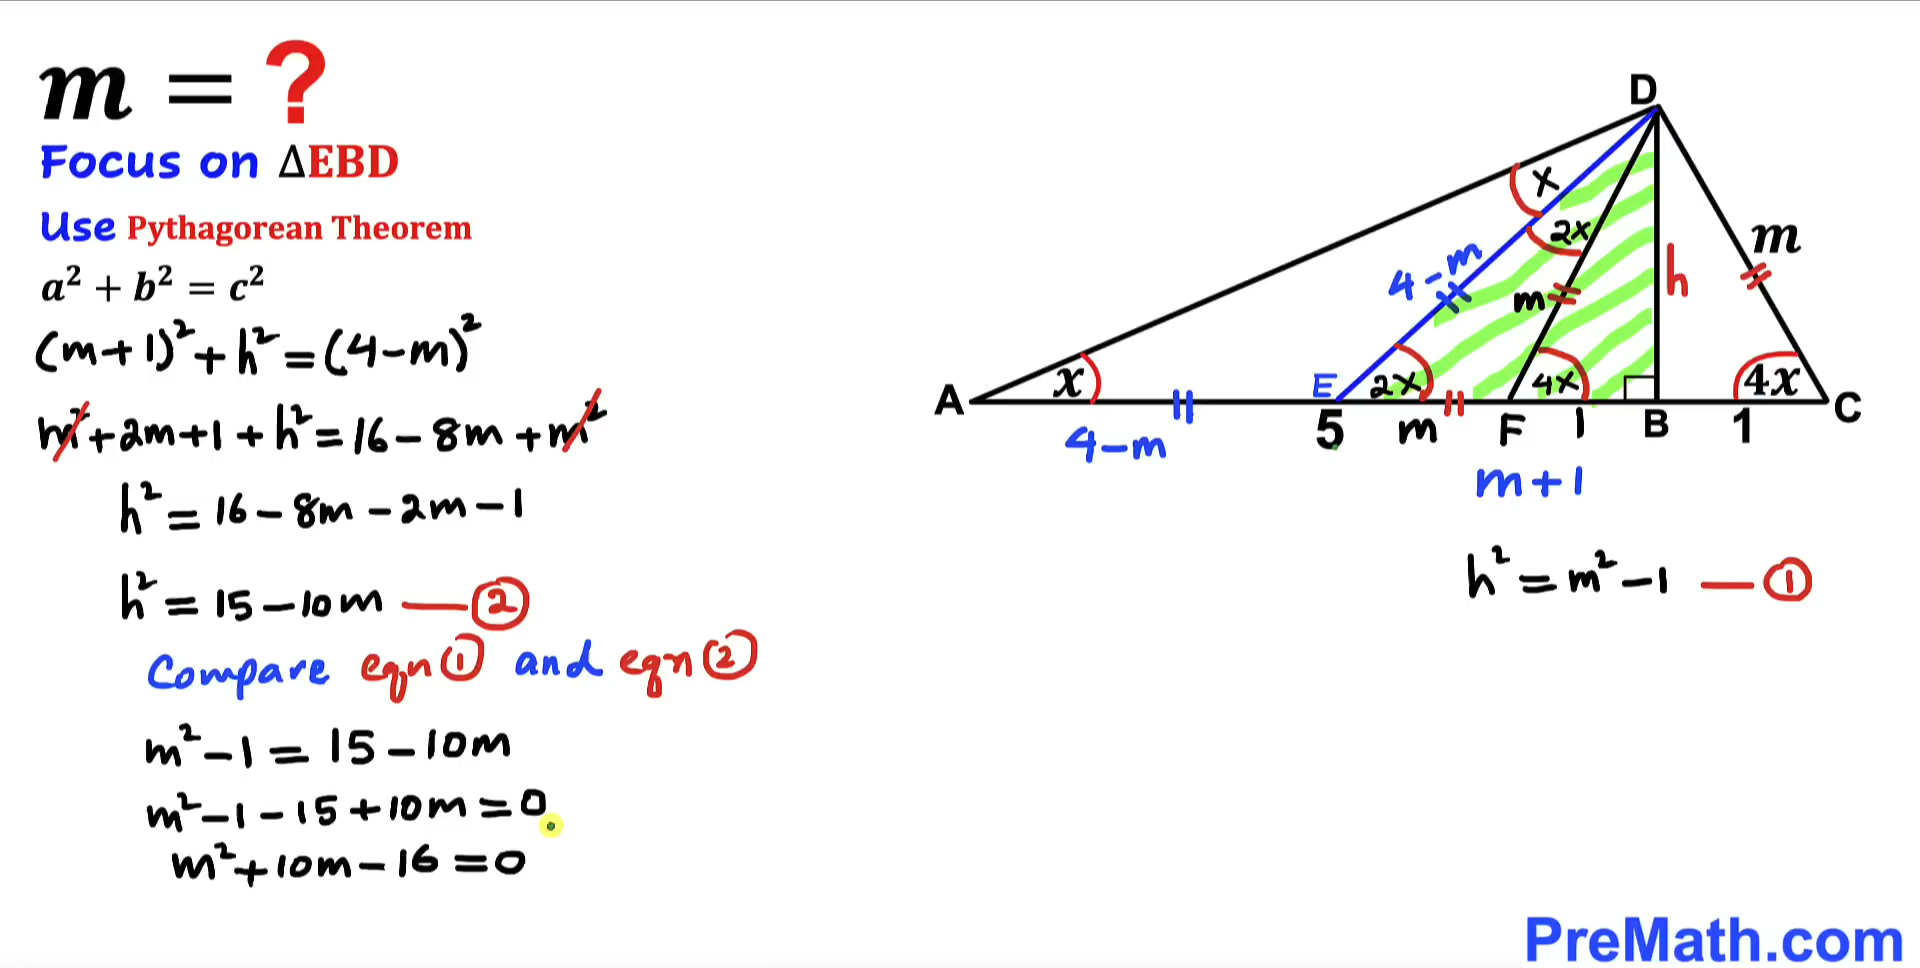 m = ?
Focus on ΔEBD
Use Pythagorean Theorem
a² + b² = c²
(m+1)² + h² = (4-m)²
m² + 2m + 1 + h² = 16 - 8m + m²
h² = 16 - 8m - 2m - 1
h² = 15 - 10m — ②
Compare eqn ① and eqn ②
m² - 1 = 15 - 10m
m² - 1 - 15 + 10m = 0
m² + 10m - 16 = 0
D
x
2x
4-m
m
h
m
A
x
E
2x
4x
4x
C
5
m
F
1
B
1
4-m
m+1
h² = m² - 1 — ①
PreMath.com